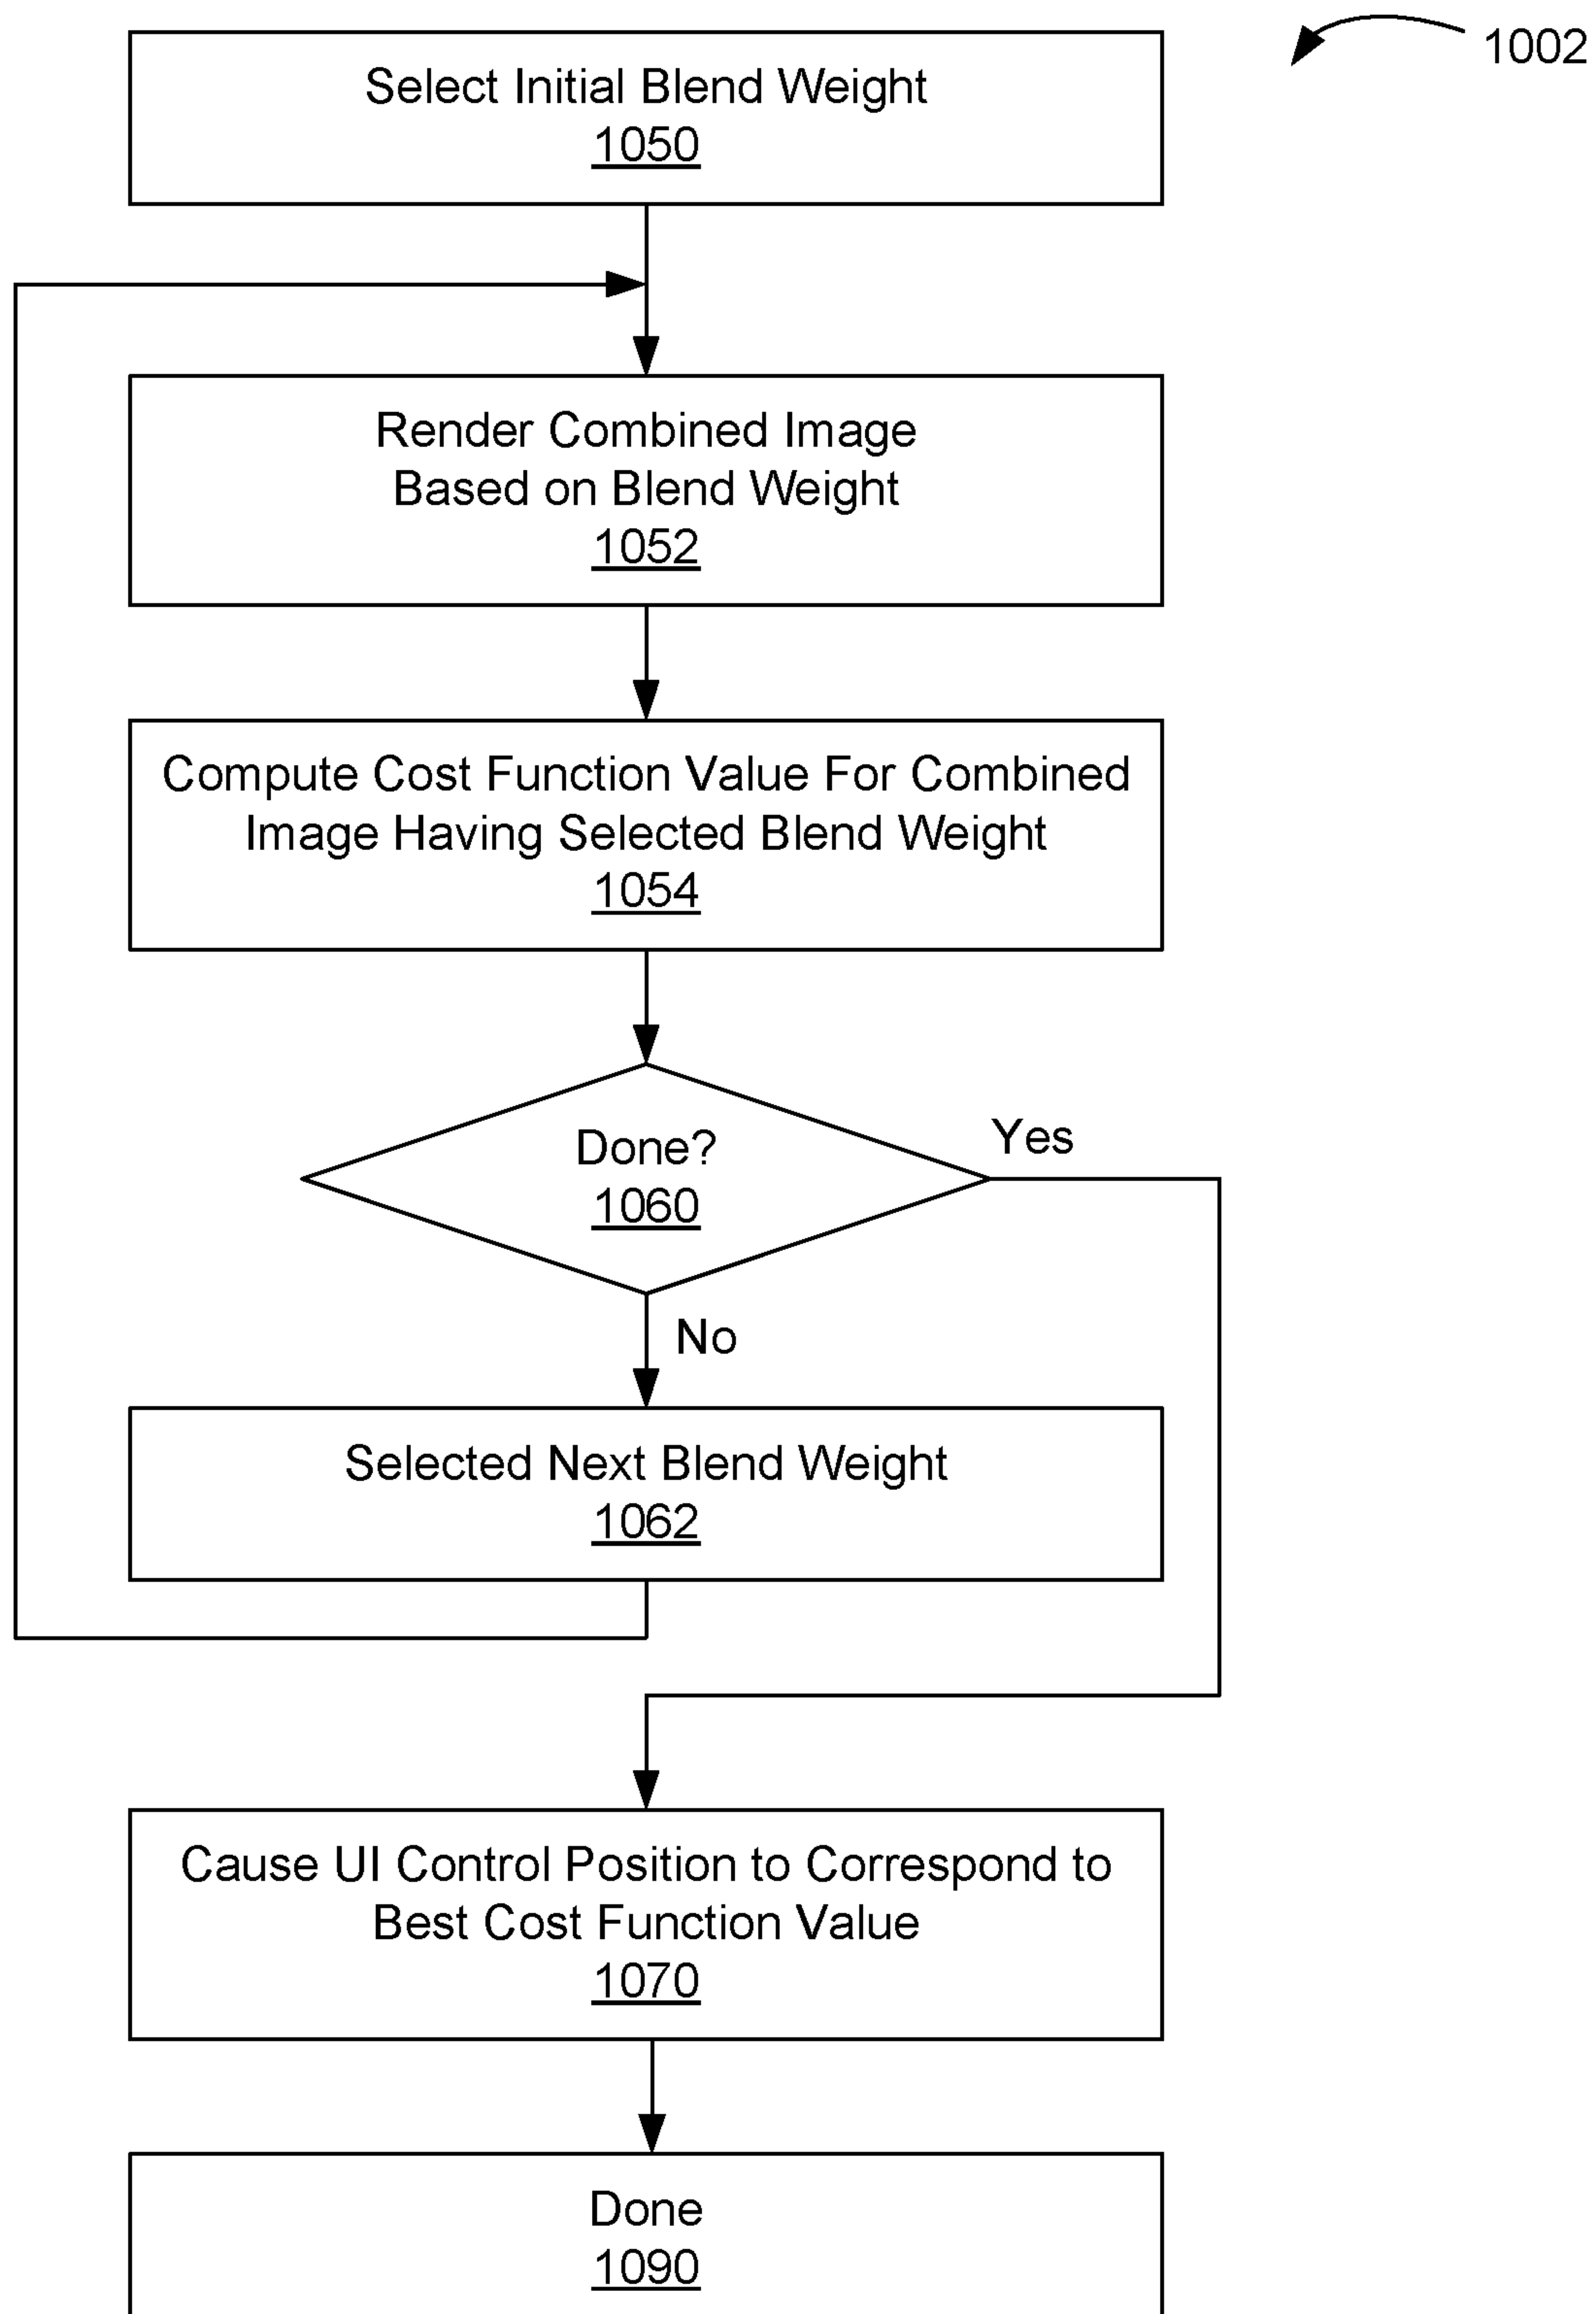 1002
Select Initial Blend Weight
1050
Render Combined Image
Based on Blend Weight
1052
Compute Cost Function Value For Combined
Image Having Selected Blend Weight
1054
Done?
1060
Yes
No
Selected Next Blend Weight
1062
Cause UI Control Position to Correspond to
Best Cost Function Value
1070
Done
1090